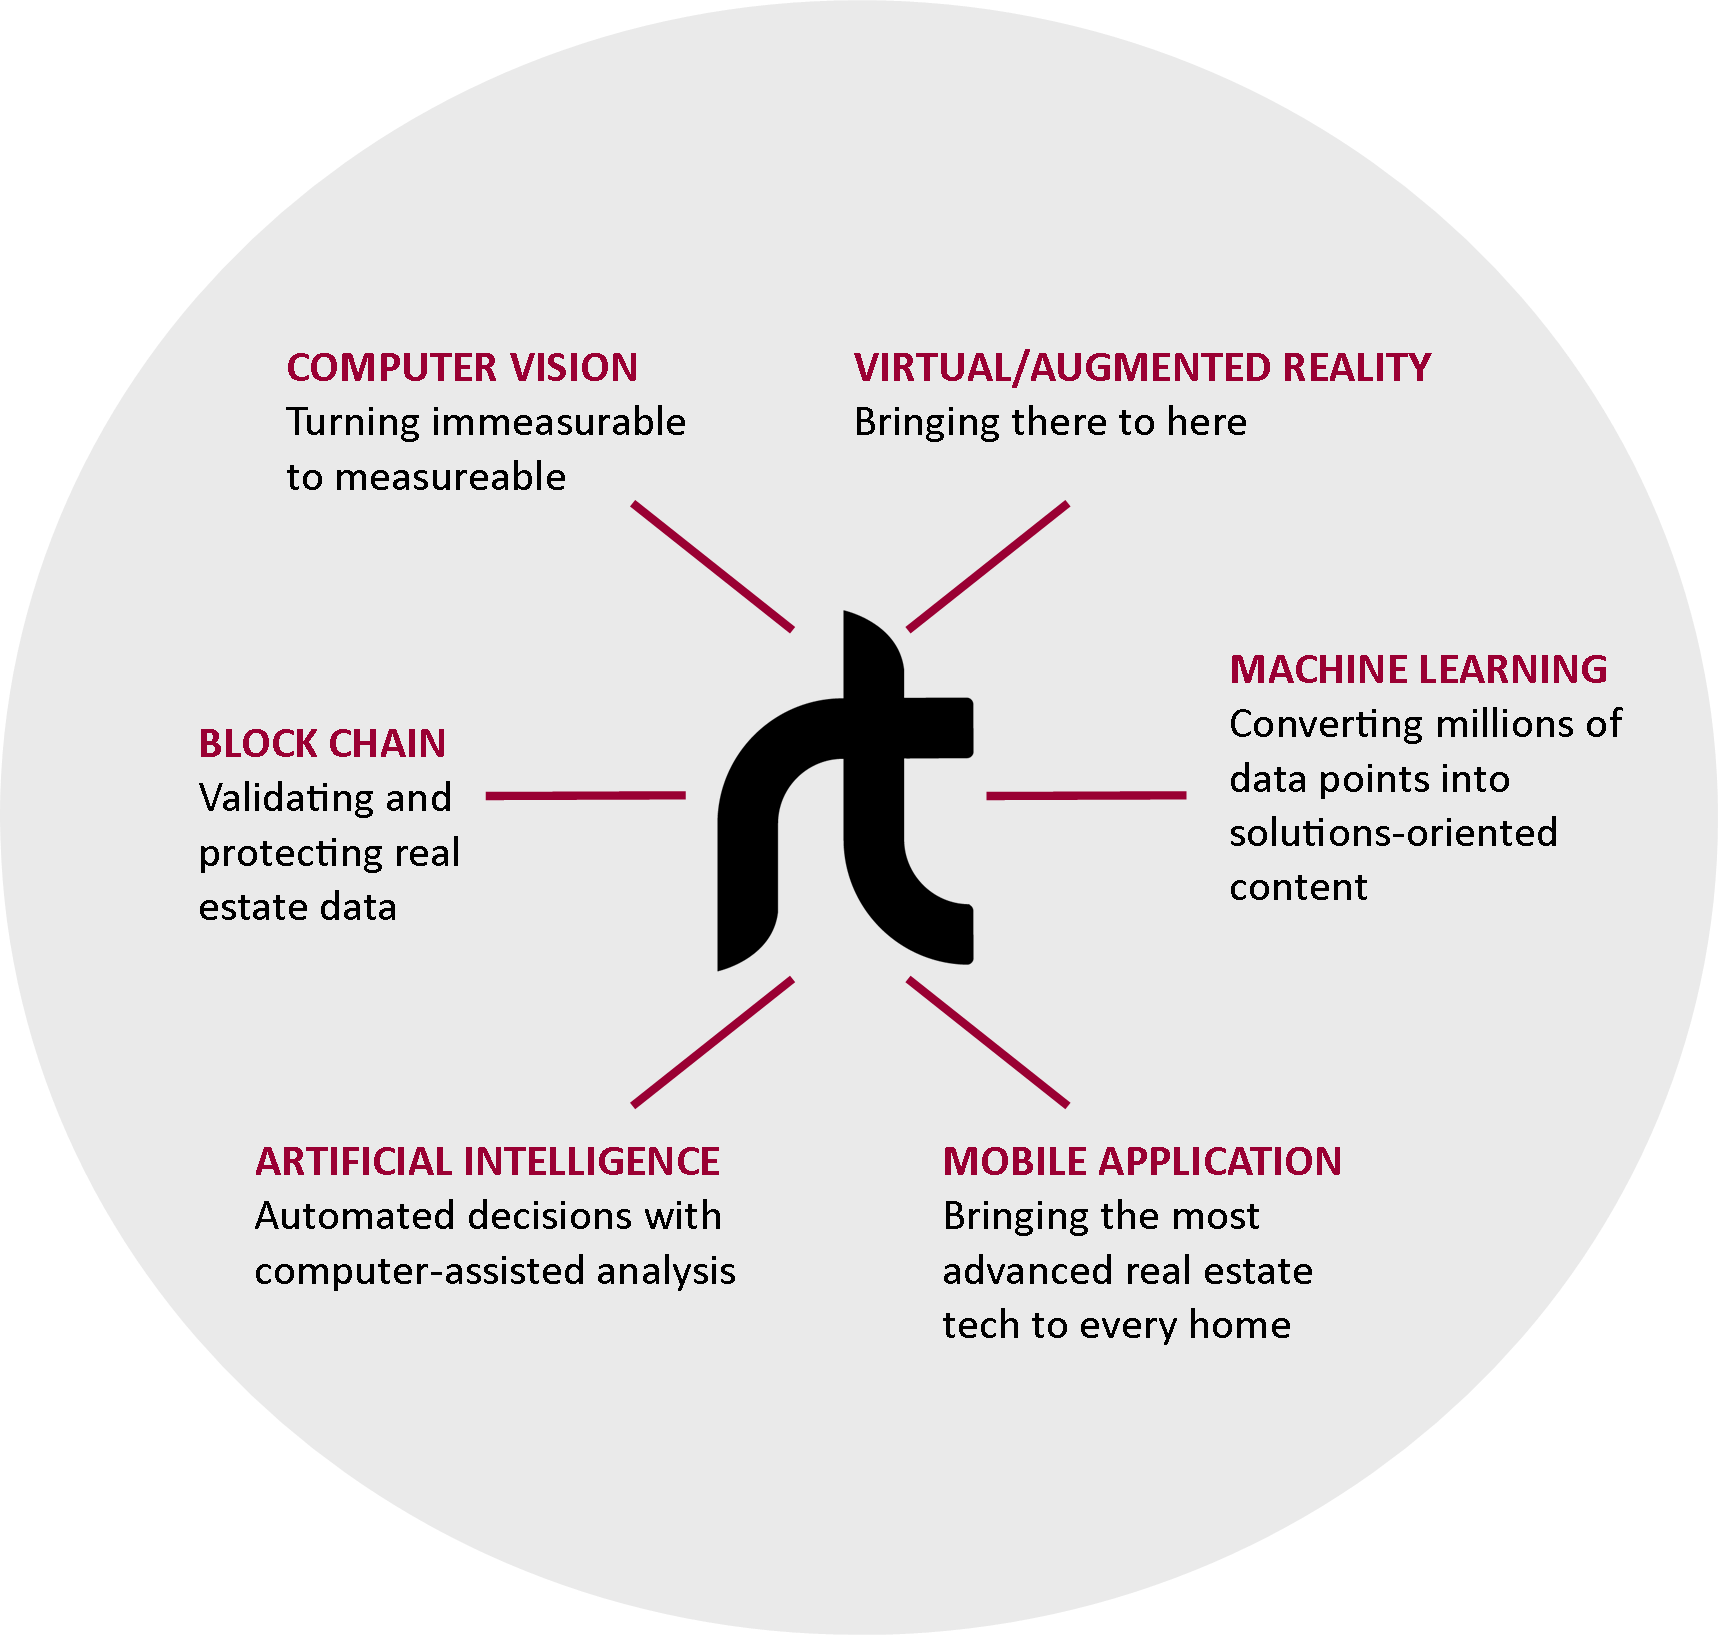 COMPUTER VISION
Turning immeasurable
to measureable
VIRTUAL/AUGMENTED REALITY
Bringing there to here
MACHINE LEARNING
Converting millions of
data points into
solutions-oriented
content
BLOCK CHAIN
Validating and
protecting real
estate data
rt
ARTIFICIAL INTELLIGENCE
Automated decisions with
computer-assisted analysis
MOBILE APPLICATION
Bringing the most
advanced real estate
tech to every home